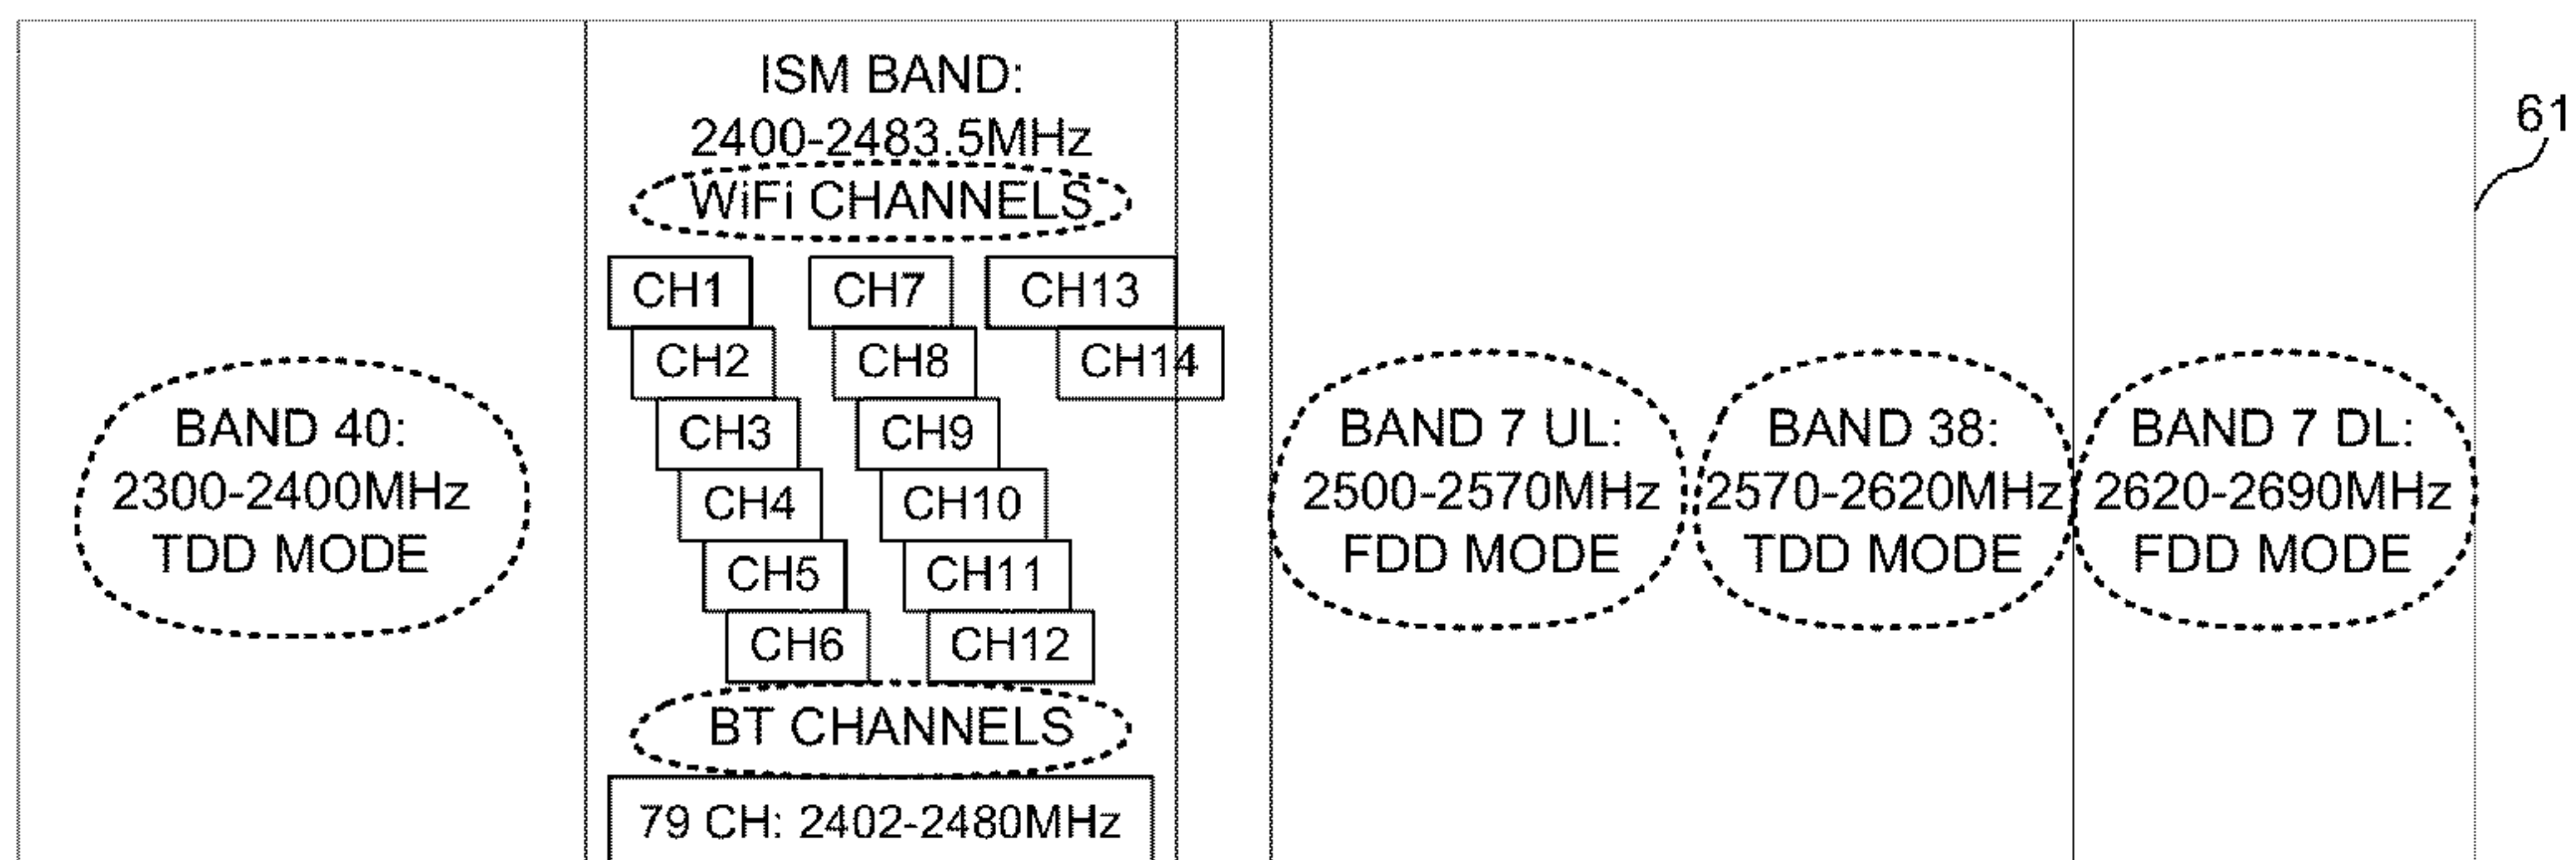 61
ISM BAND:
2400-2483.5MHz
WiFi CHANNELS
CH1
CH7
CH13
CH2
CH8
CH14
CH3
CH9
CH4
CH10
CH5
CH11
CH6
CH12
BT CHANNELS
79 CH: 2402-2480MHz
BAND 40:
2300-2400MHz
TDD MODE
BAND 7 UL:
2500-2570MHz
FDD MODE
BAND 38:
2570-2620MHz
TDD MODE
BAND 7 DL:
2620-2690MHz
FDD MODE